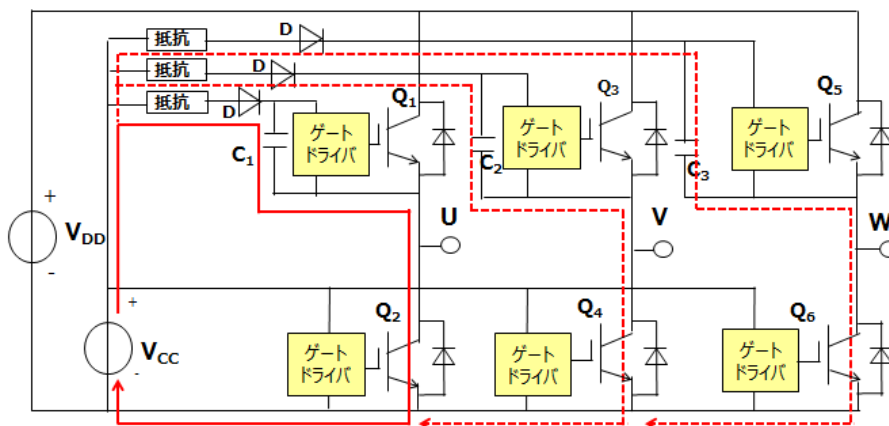 抵抗
D
抵抗
D
抵抗
D
Q1
Q3
Q5
ゲート
ドライバ
ゲート
ドライバ
ゲート
ドライバ
C1
C2
C3
+
VDD
-
U
V
W
+
VCC
-
Q2
Q4
Q6
ゲート
ドライバ
ゲート
ドライバ
ゲート
ドライバ